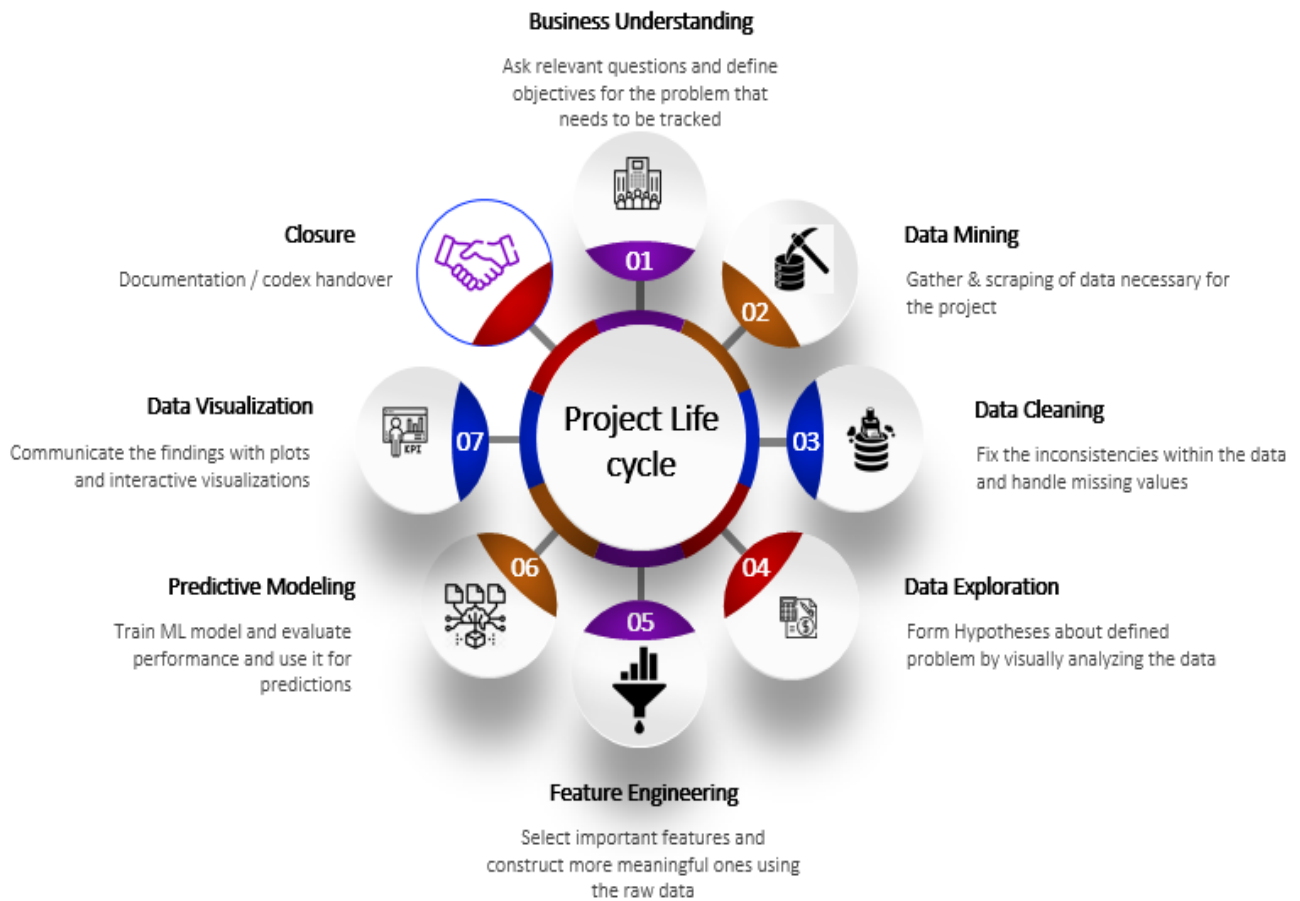 Business Understanding
Ask relevant questions and define
objectives for the problem that
needs to be tracked
01
Data Mining
Gather & scraping of data necessary for
the project
02
Data Cleaning
Fix the inconsistencies within the data
and handle missing values
03
Data Exploration
Form Hypotheses about defined
problem by visually analyzing the data
04
Feature Engineering
Select important features and
construct more meaningful ones using
the raw data
05
Predictive Modeling
Train ML model and evaluate
performance and use it for
predictions
06
Data Visualization
Communicate the findings with plots
and interactive visualizations
07
KPI
Closure
Documentation / codex handover
Project Life
cycle